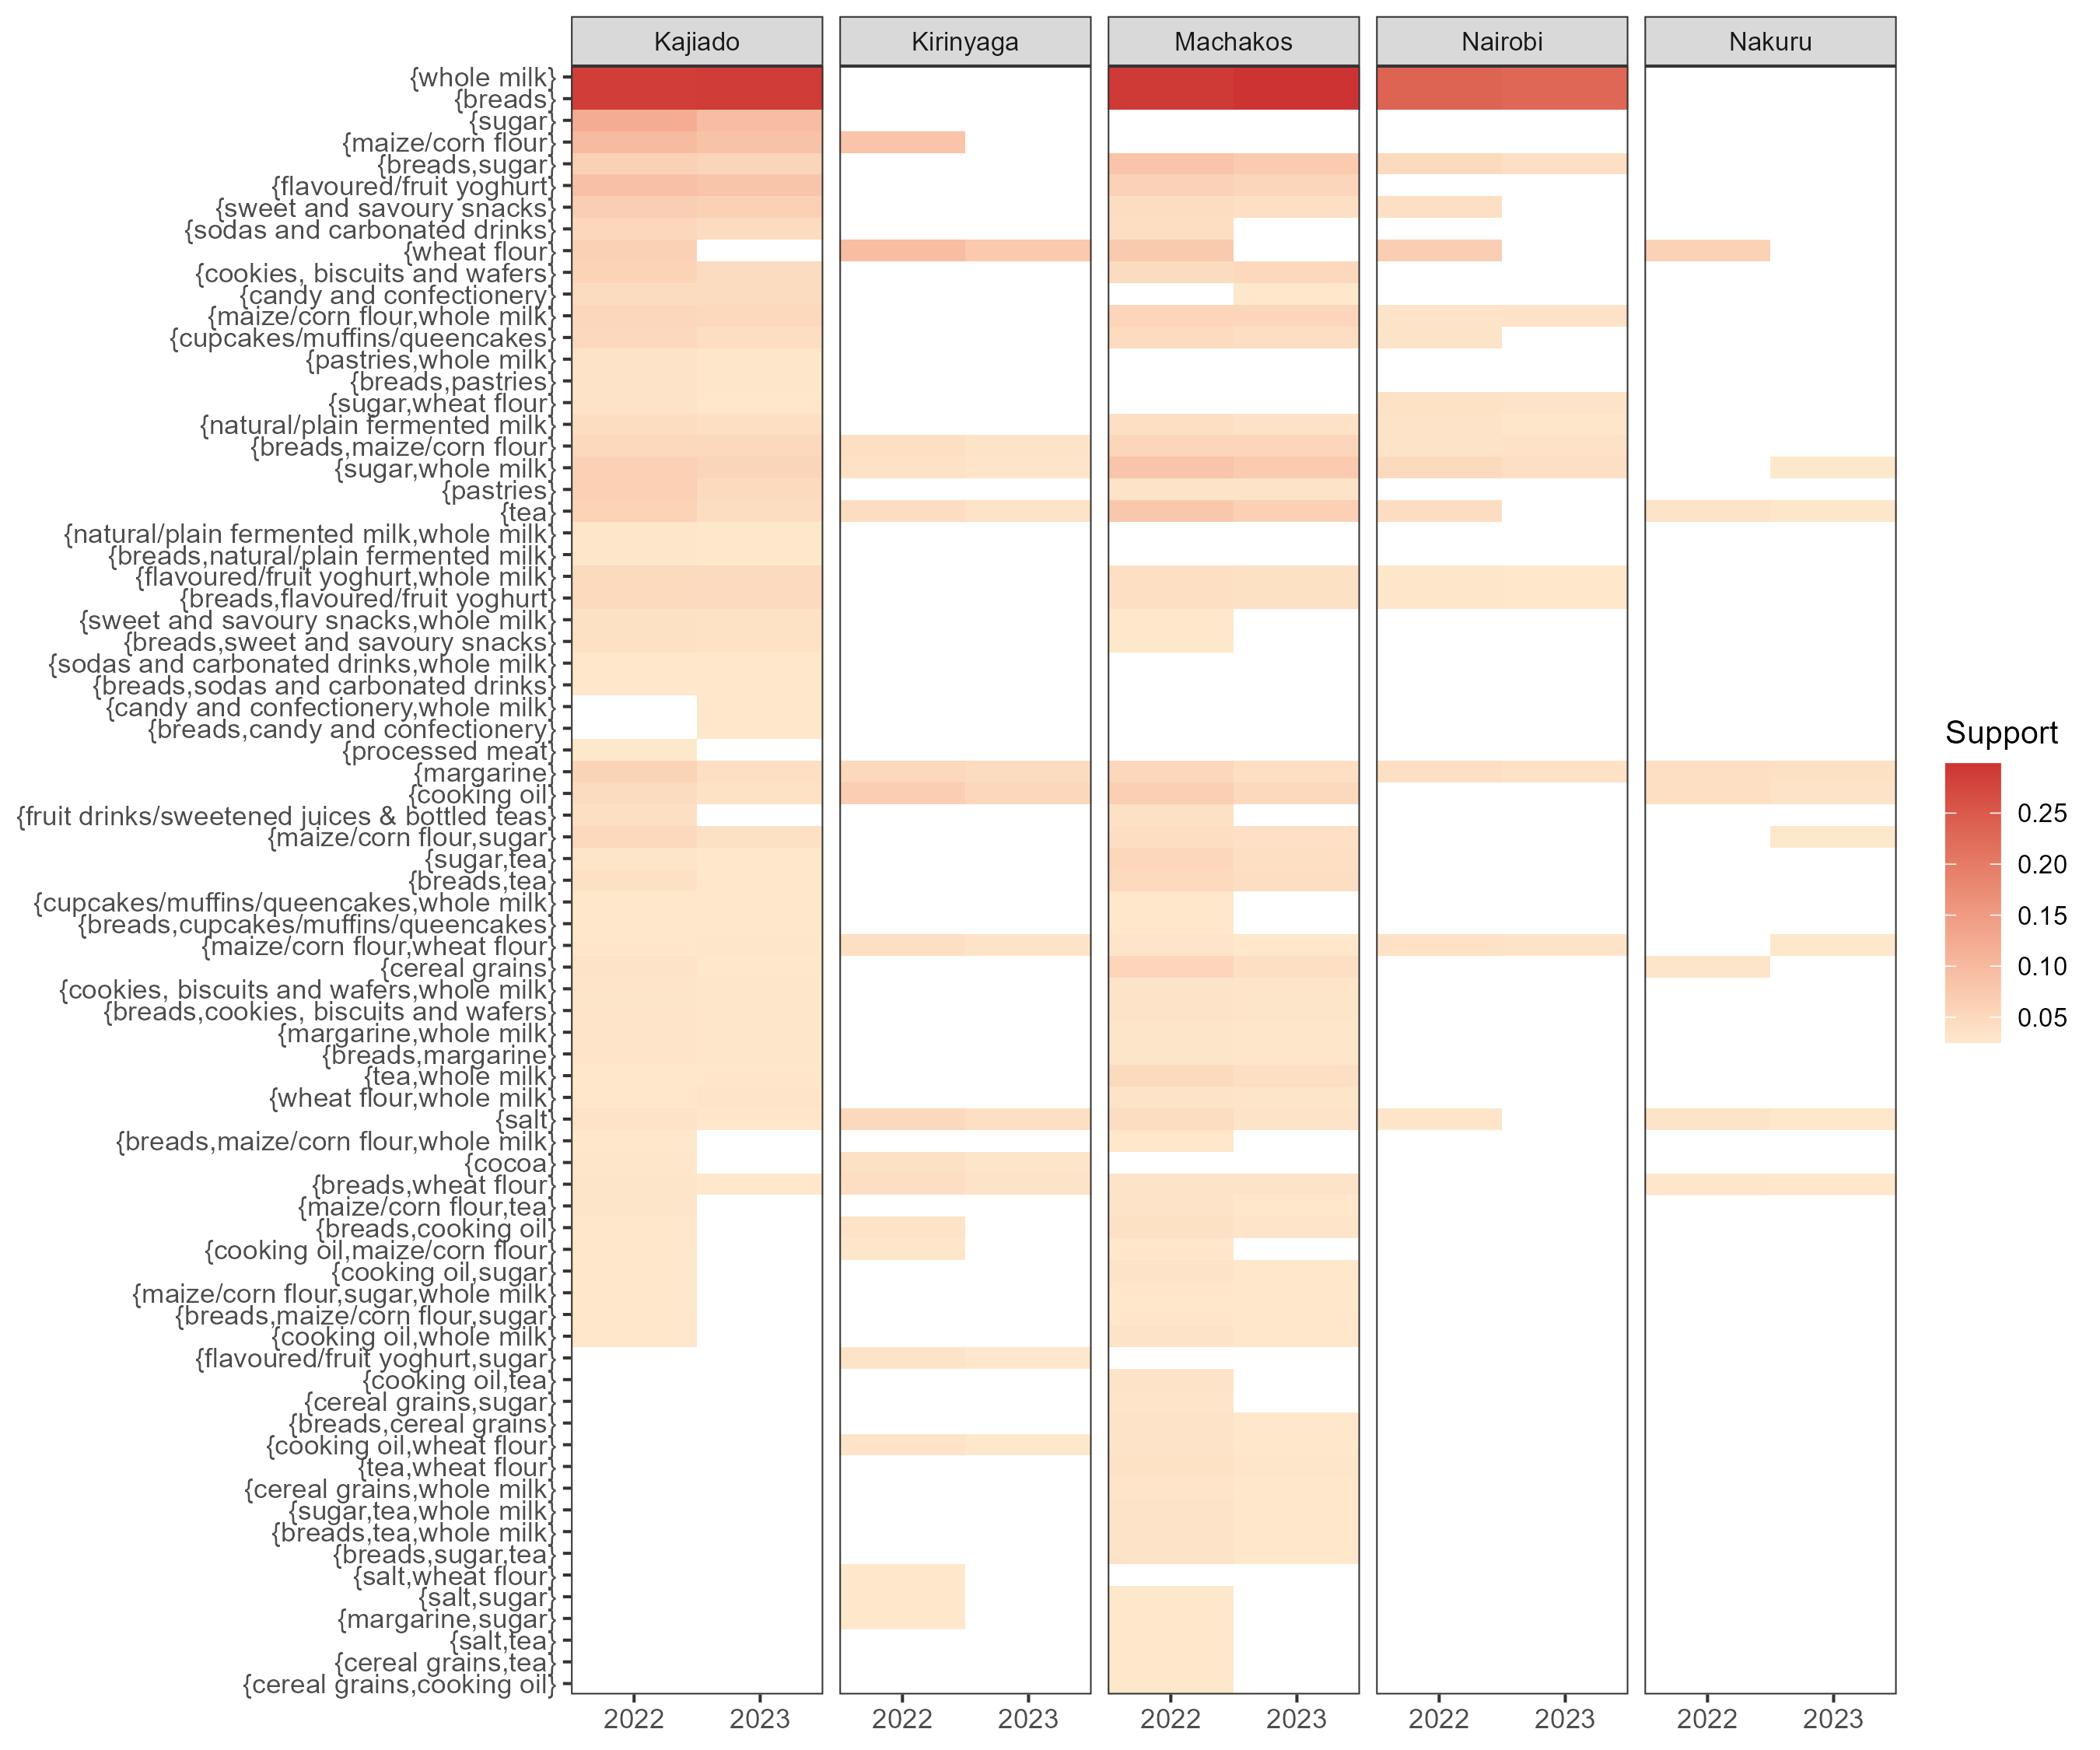 Kajiado Kirinyaga Machakos Nairobi Nakuru
{whole milk}
{breads}
{sugar}
{maize/corn flour}
{breads,sugar}
{flavoured/fruit yoghurt}
{sweet and savoury snacks}
{sodas and carbonated drinks}
{wheat flour}
{cookies, biscuits and wafers}
{candy and confectionery}
{maize/corn flour,whole milk}
{cupcakes/muffins/queencakes}
{pastries,whole milk}
{breads,pastries}
{sugar,wheat flour}
{natural/plain fermented milk}
{breads,maize/corn flour}
{sugar,whole milk}
{pastries}
{tea}
{natural/plain fermented milk,whole milk}
{breads,natural/plain fermented milk}
{flavoured/fruit yoghurt,whole milk}
{breads,flavoured/fruit yoghurt}
{sweet and savoury snacks,whole milk}
{breads,sweet and savoury snacks}
{sodas and carbonated drinks,whole milk}
{breads,sodas and carbonated drinks}
{candy and confectionery,whole milk}
{breads,candy and confectionery}
{processed meat}
{margarine}
{cooking oil}
{fruit drinks/sweetened juices & bottled teas}
{maize/corn flour,sugar}
{sugar,tea}
{breads,tea}
{cupcakes/muffins/queencakes,whole milk}
{breads,cupcakes/muffins/queencakes}
{maize/corn flour,wheat flour}
{cereal grains}
{cookies, biscuits and wafers,whole milk}
{breads,cookies, biscuits and wafers}
{margarine,whole milk}
{breads,margarine}
{tea,whole milk}
{wheat flour,whole milk}
{salt}
{breads,maize/corn flour,whole milk}
{cocoa}
{breads,wheat flour}
{maize/corn flour,tea}
{breads,cooking oil}
{cooking oil,maize/corn flour}
{cooking oil,sugar}
{maize/corn flour,sugar,whole milk}
{breads,maize/corn flour,sugar}
{cooking oil,whole milk}
{flavoured/fruit yoghurt,sugar}
{cooking oil,tea}
{cereal grains,sugar}
{breads,cereal grains}
{cooking oil,wheat flour}
{tea,wheat flour}
{cereal grains,whole milk}
{sugar,tea,whole milk}
{breads,tea,whole milk}
{breads,sugar,tea}
{salt,wheat flour}
{salt,sugar}
{margarine,sugar}
{salt,tea}
{cereal grains,tea}
{cereal grains,cooking oil}
2022 2023 2022 2023 2022 2023 2022 2023 2022 2023
Support
0.25
0.20
0.15
0.10
0.05